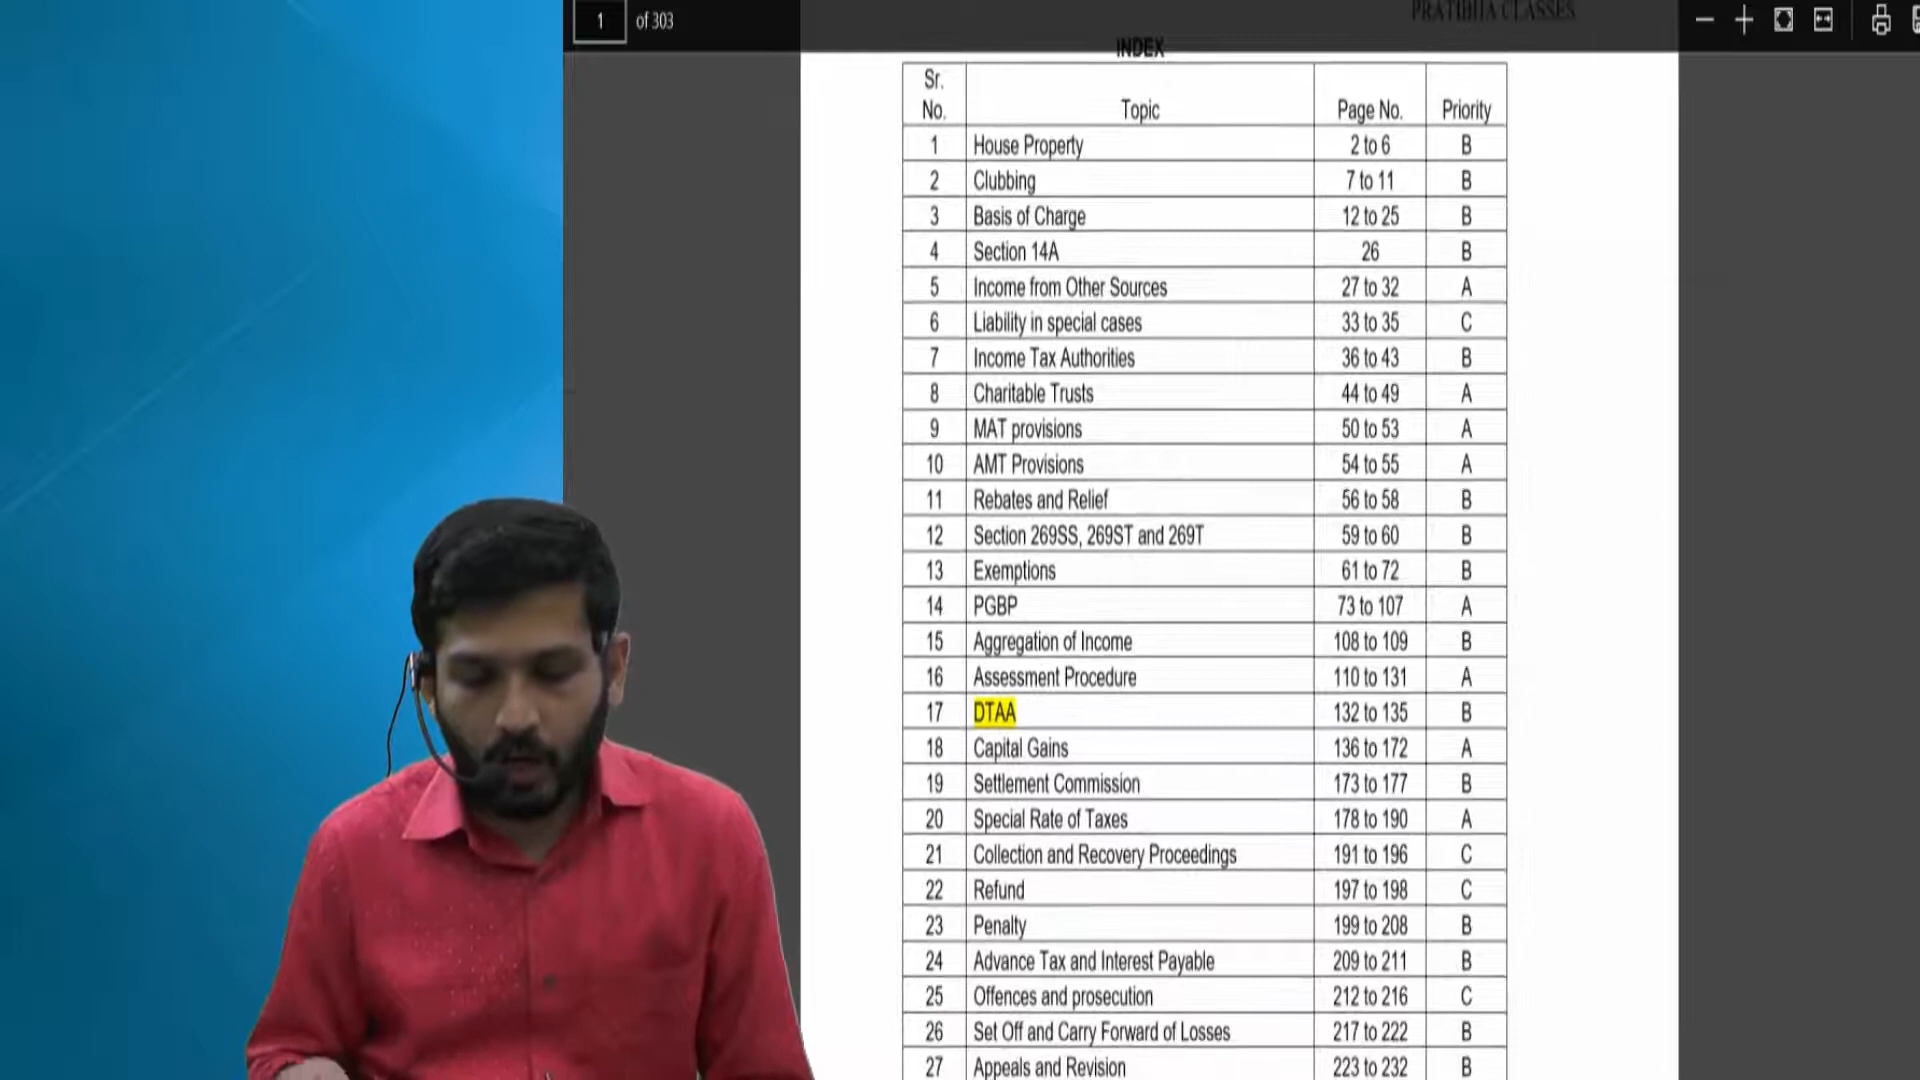 1 of 303
PRATIBHA CLASSES
INDEX
Sr. No. Topic Page No. Priority
1 House Property 2 to 6 B
2 Clubbing 7 to 11 B
3 Basis of Charge 12 to 25 B
4 Section 14A 26 B
5 Income from Other Sources 27 to 32 A
6 Liability in special cases 33 to 35 C
7 Income Tax Authorities 36 to 43 B
8 Charitable Trusts 44 to 49 A
9 MAT provisions 50 to 53 A
10 AMT Provisions 54 to 55 A
11 Rebates and Relief 56 to 58 B
12 Section 269SS, 269ST and 269T 59 to 60 B
13 Exemptions 61 to 72 B
14 PGBP 73 to 107 A
15 Aggregation of Income 108 to 109 B
16 Assessment Procedure 110 to 131 A
17 DTAA 132 to 135 B
18 Capital Gains 136 to 172 A
19 Settlement Commission 173 to 177 B
20 Special Rate of Taxes 178 to 190 A
21 Collection and Recovery Proceedings 191 to 196 C
22 Refund 197 to 198 C
23 Penalty 199 to 208 B
24 Advance Tax and Interest Payable 209 to 211 B
25 Offences and prosecution 212 to 216 C
26 Set Off and Carry Forward of Losses 217 to 222 B
27 Appeals and Revision 223 to 232 B